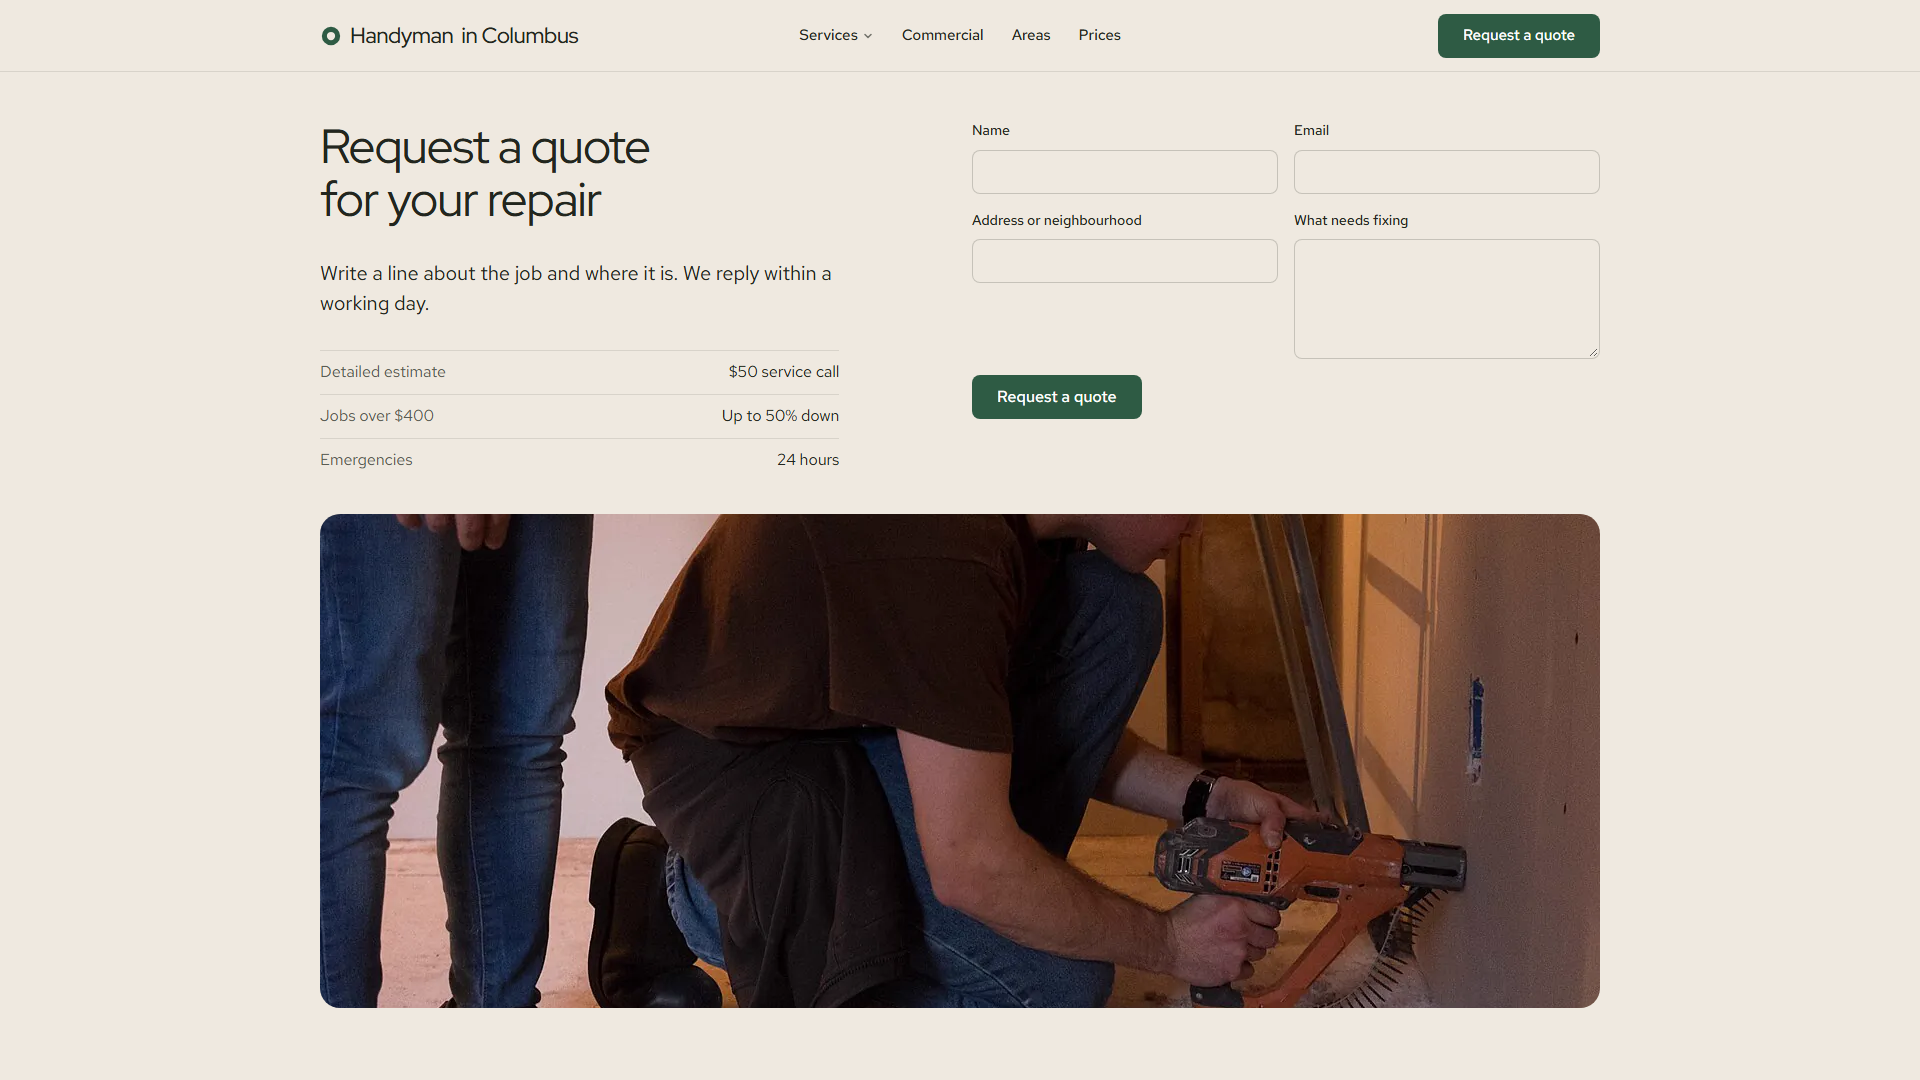 Handyman in Columbus
Services
Commercial
Areas
Prices
Request a quote
Request a quote
for your repair
Write a line about the job and where it is. We reply within a
working day.
Detailed estimate
$50 service call
Jobs over $400
Up to 50% down
Emergencies
24 hours
Name
Email
Address or neighbourhood
What needs fixing
Request a quote